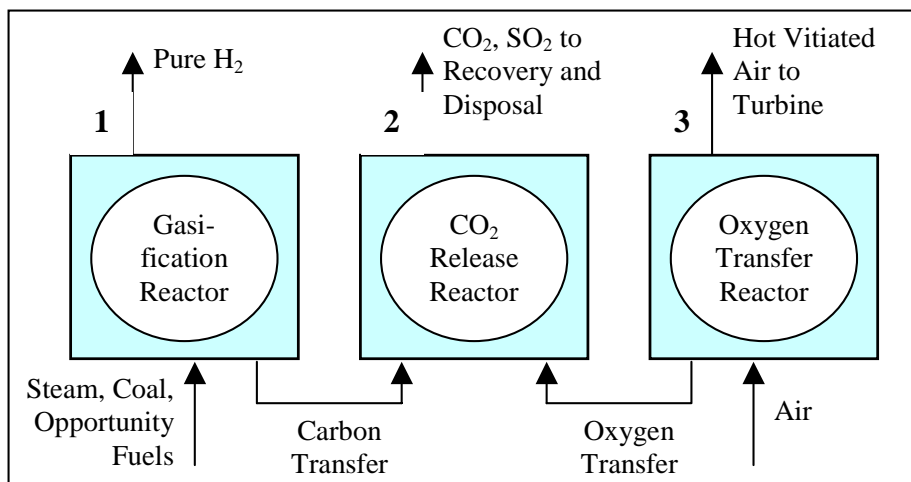 Pure H₂
CO₂, SO₂ to
Recovery and
Disposal
Hot Vitiated
Air to
Turbine
1
2
3
Gasi-
fication
Reactor
CO₂
Release
Reactor
Oxygen
Transfer
Reactor
Steam, Coal,
Opportunity
Fuels
Carbon
Transfer
Oxygen
Transfer
Air